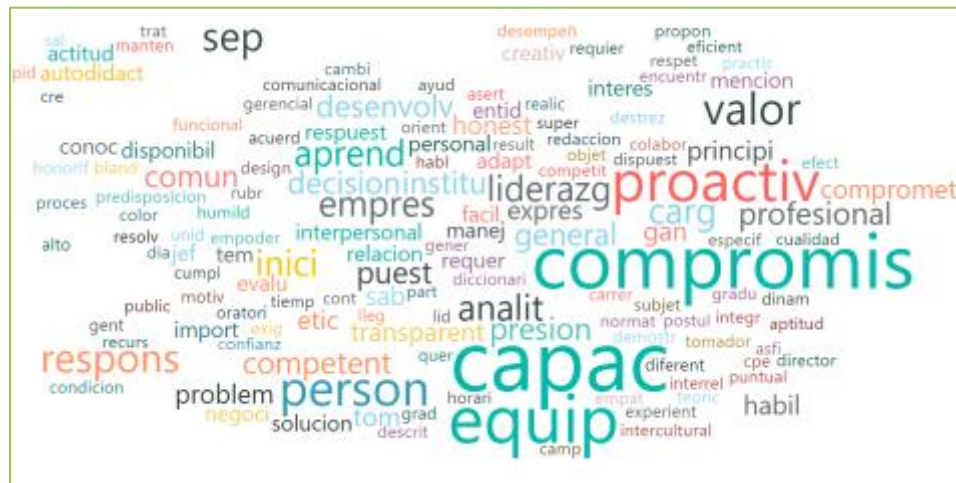 trat
sal
sep
desempeñ
propon
actitud
manten
creativ
requier
eficient
pid
autodidact
cambi
respet
practic
comunicacional
ayud
asert
interes
encuentr
mencion
cre
gerencial
desenvolv
entid
realic
destrez
valor
funcional
acuerd
respuest
orient
honest
super
redaccion
colabor
conoc
disponibil
aprend
personal
result
objet
dispuest
principi
honorif
bland
comun
design
habl
adapt
competit
efect
proces
predisposicion
rubr
decision
institu
liderazg
proactiv
compromet
color
humild
empres
facil
expres
carg
profesional
alto
resolv
unid
empoder
interpersonal
manej
general
gan
especif
cualidad
dia
jef
tem
inici
relacion
gener
requer
compromis
cumpl
evalu
puest
diccionari
public
motiv
tiemp
cont
sab
part
analit
carrer
subjet
gradu
dinam
gent
oratori
etic
lleg
lid
presion
normat
postul
integr
aptitud
recurs
import
exig
confianz
transparent
demostr
tomador
asfi
respons
competent
quer
capac
diferent
cpe
director
condicion
person
interrel
puntual
problem
horari
empat
teoric
negoci
solucion
tom
grad
equip
experient
habil
descrit
intercultural
camp